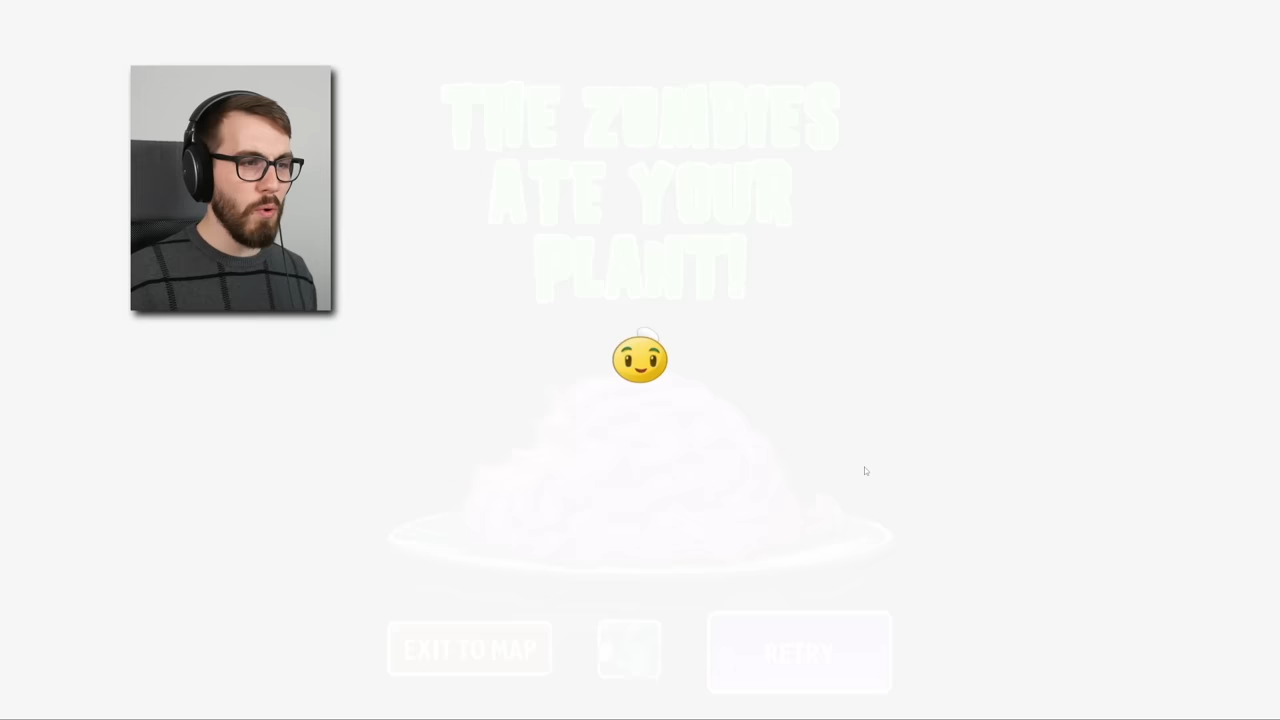 THE ZOMBIES
ATE YOUR
PLANT!
EXIT TO MAP
RETRY